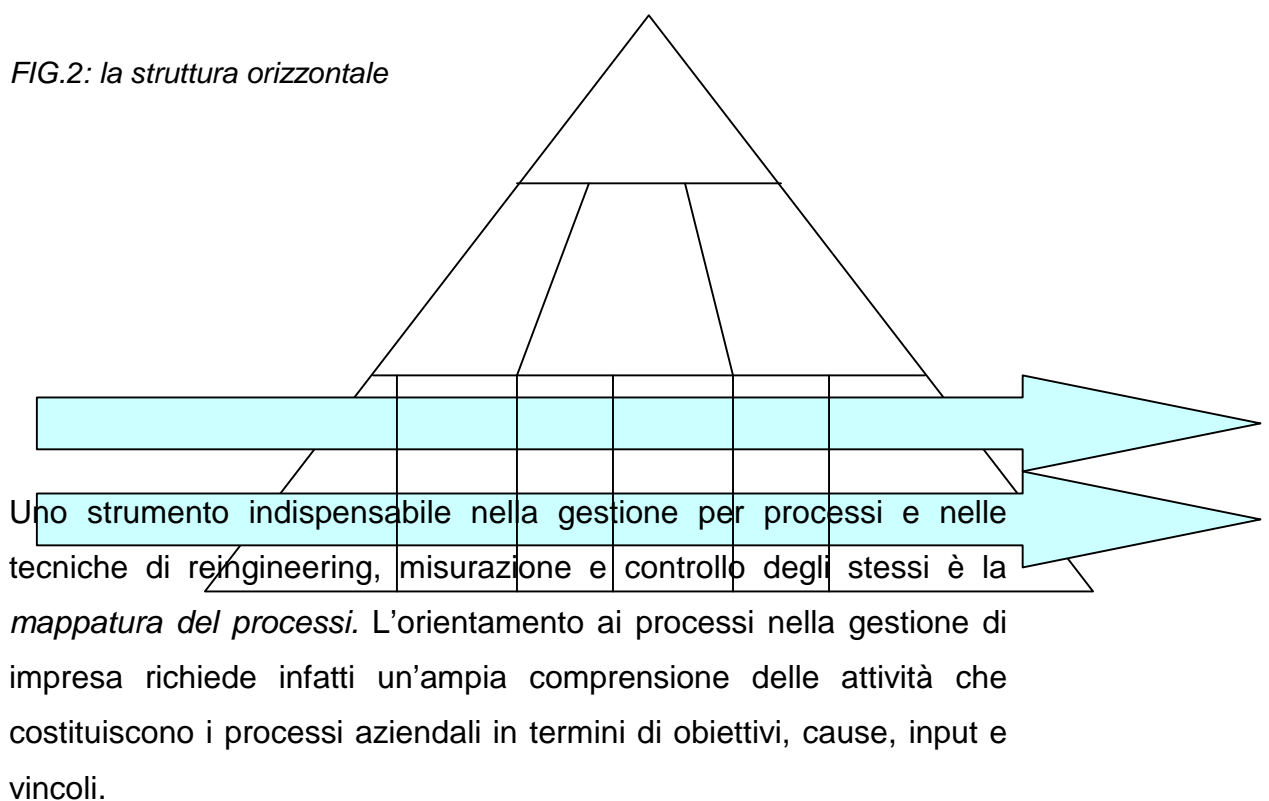 FIG.2: la struttura orizzontale
Uno strumento indispensabile nella gestione per processi e nelle
tecniche di reingineering, misurazione e controllo degli stessi è la
mappatura del processi. L’orientamento ai processi nella gestione di
impresa richiede infatti un’ampia comprensione delle attività che
costituiscono i processi aziendali in termini di obiettivi, cause, input e
vincoli.